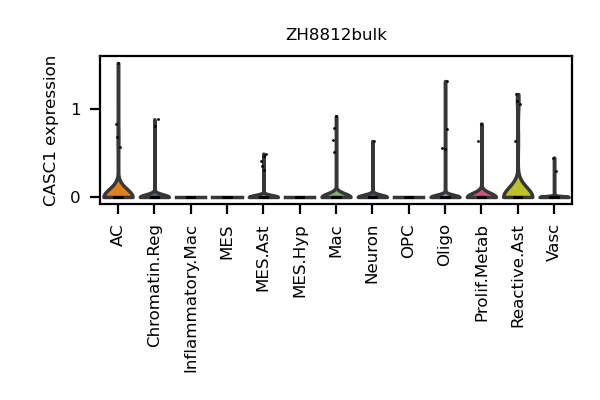 ZH8812bulk
CASC1 expression
1
0
AC
Chromatin.Reg
Inflammatory.Mac
MES
MES.Ast
MES.Hyp
Mac
Neuron
OPC
Oligo
Prolif.Metab
Reactive.Ast
Vasc